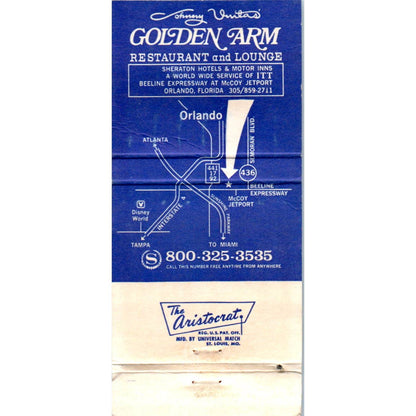 Johnny Unitas
GOLDEN ARM
RESTAURANT and LOUNGE
SHERATON HOTELS & MOTOR INNS
A WORLD WIDE SERVICE OF ITT
BEELINE EXPRESSWAY AT McCOY JETPORT
ORLANDO, FLORIDA 305/859-2711
Orlando
ATLANTA
SEMORAN BLVD.
441
17
92
436
BEELINE
EXPRESSWAY
McCOY
JETPORT
Disney
World
INTERSTATE 4
SUNSHINE
PARKWAY
TAMPA
TO MIAMI
S 800-325-3535
CALL THIS NUMBER FREE ANYTIME FROM ANYWHERE
The
Aristocrat
REG. U.S. PAT. OFF.
MFD. BY UNIVERSAL MATCH
ST. LOUIS, MO.